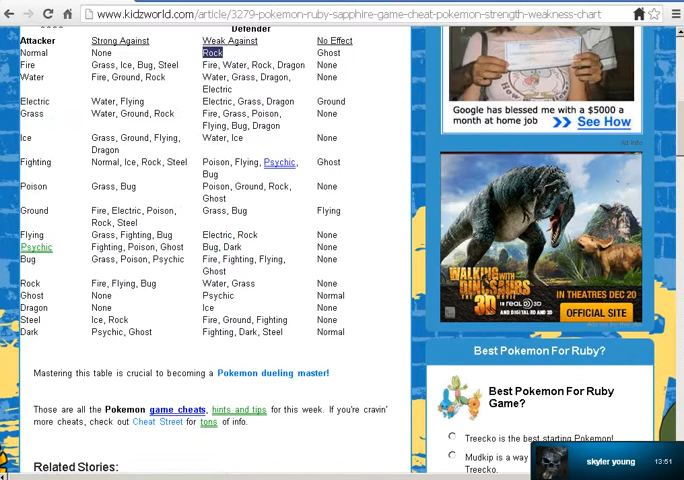 www.kidzworld.com/article/3279-pokemon-ruby-sapphire-game-cheat-pokemon-strength-weakness-chart
Defender
Attacker Strong Against Weak Against No Effect
Normal None Rock Ghost
Fire Grass, Ice, Bug, Steel Fire, Water, Rock, Dragon None
Water Fire, Ground, Rock Water, Grass, Dragon, None
Electric
Electric Water, Flying Electric, Grass, Dragon Ground
Grass Water, Ground, Rock Fire, Grass, Poison, None
Flying, Bug, Dragon
Ice Grass, Ground, Flying, Water, Ice None
Dragon
Fighting Normal, Ice, Rock, Steel Poison, Flying, Psychic, Ghost
Bug
Poison Grass, Bug Poison, Ground, Rock, None
Ghost
Ground Fire, Electric, Poison, Grass, Bug Flying
Rock, Steel
Flying Grass, Fighting, Bug Electric, Rock None
Psychic Fighting, Poison, Ghost Bug, Dark None
Bug Grass, Poison, Psychic Fire, Fighting, Flying, None
Ghost
Rock Fire, Flying, Bug Water, Grass None
Ghost None Psychic Normal
Dragon None Ice None
Steel Ice, Rock Fire, Ground, Fighting None
Dark Psychic, Ghost Fighting, Dark, Steel Normal
Mastering this table is crucial to becoming a Pokemon dueling master!
Those are all the Pokemon game cheats, hints and tips for this week. If you're cravin'
more cheats, check out Cheat Street for tons of info.
Related Stories:
Google has blessed me with a $5000 a
month at home job
See How
Ad Info
WALKING WITH
DINOSAURS
THE MOVIE 3D
IN REAL D 3D
AND DIGITAL 3D AND 2D
IN THEATRES DEC 20
OFFICIAL SITE
Best Pokemon For Ruby?
Best Pokemon For Ruby
Game?
Treecko is the best starting Pokemon!
Mudkip is a way
Treecko.
skyler young 13:51